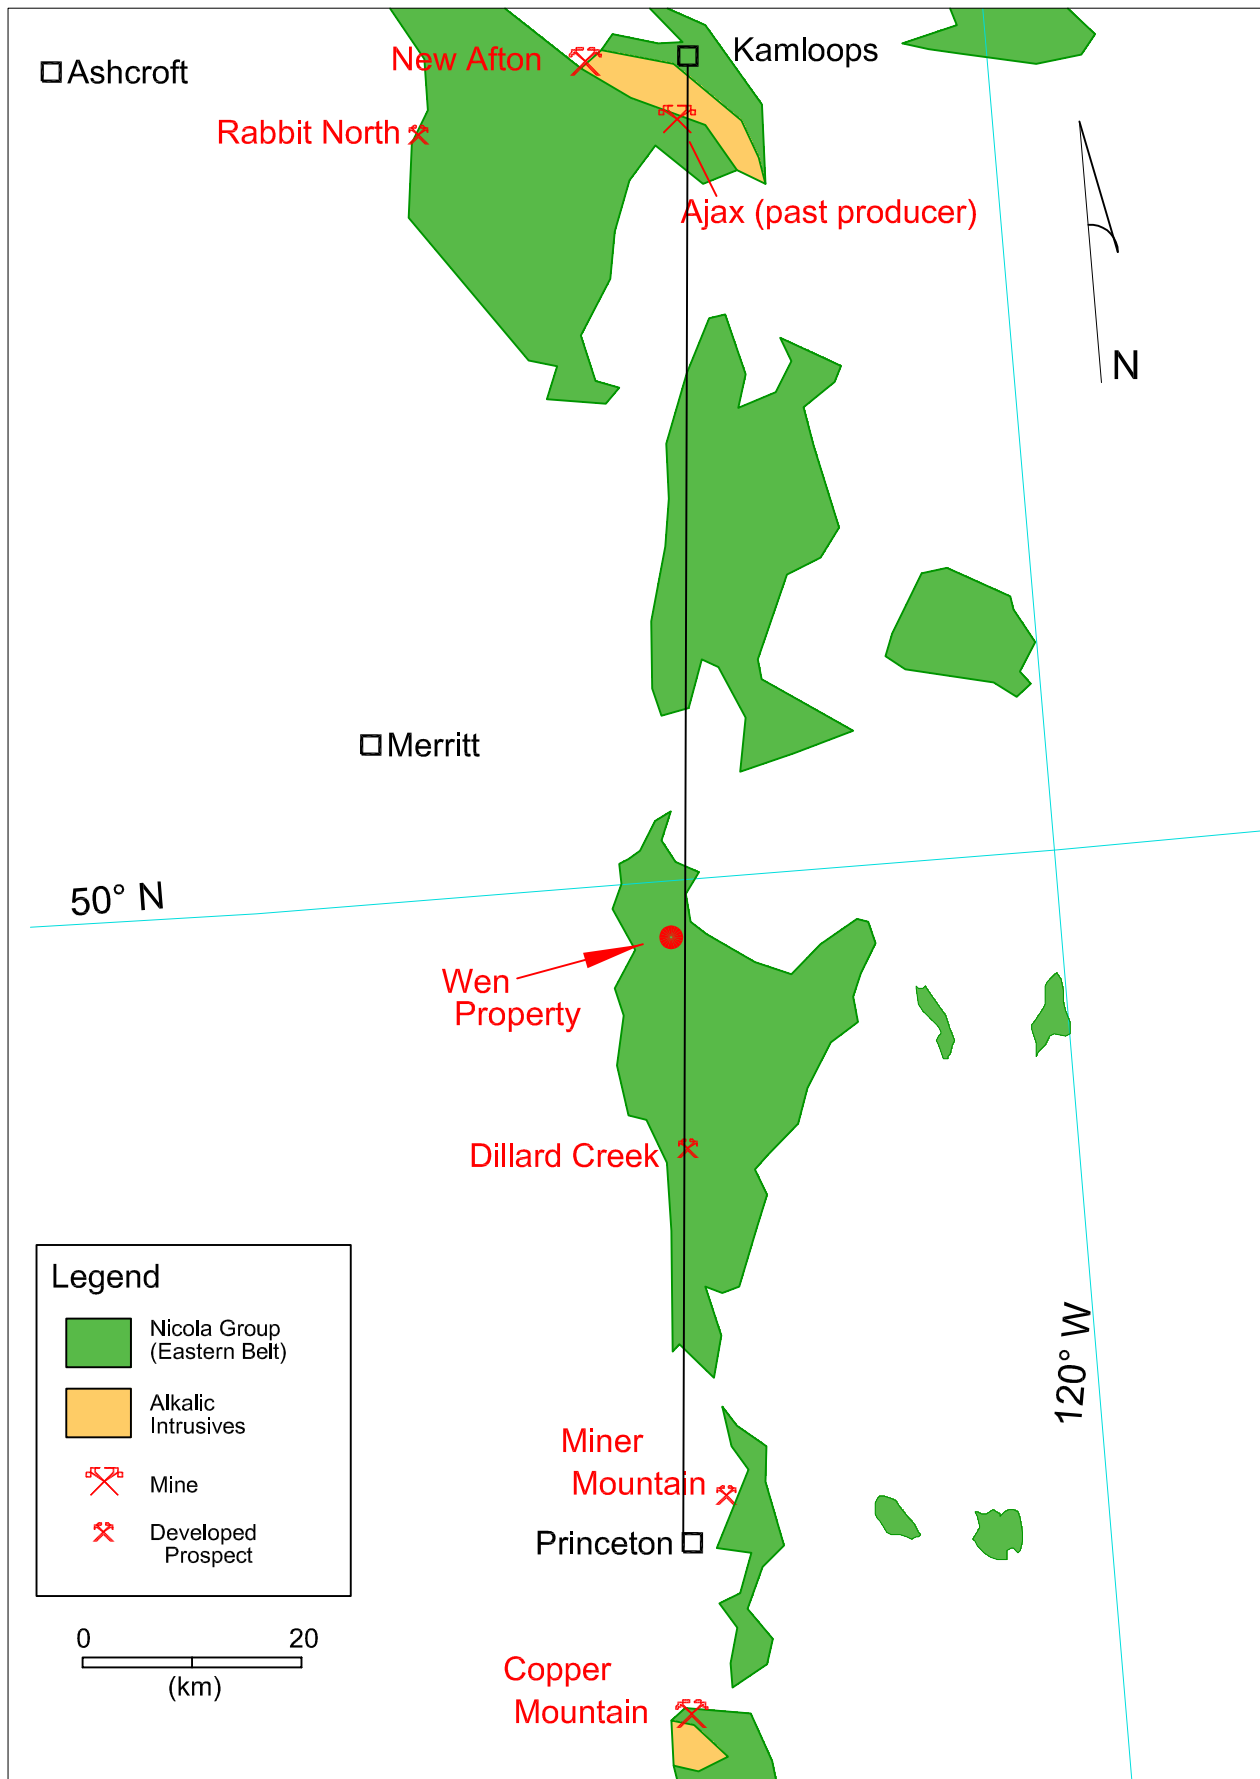 New Afton
Kamloops
Ashcroft
Rabbit North
Ajax (past producer)
N
Merritt
50° N
Wen
Property
Dillard Creek
Legend
Nicola Group
(Eastern Belt)
Alkalic
Intrusives
Mine
Developed
Prospect
120° W
Miner
Mountain
Princeton
0 20
(km)
Copper
Mountain